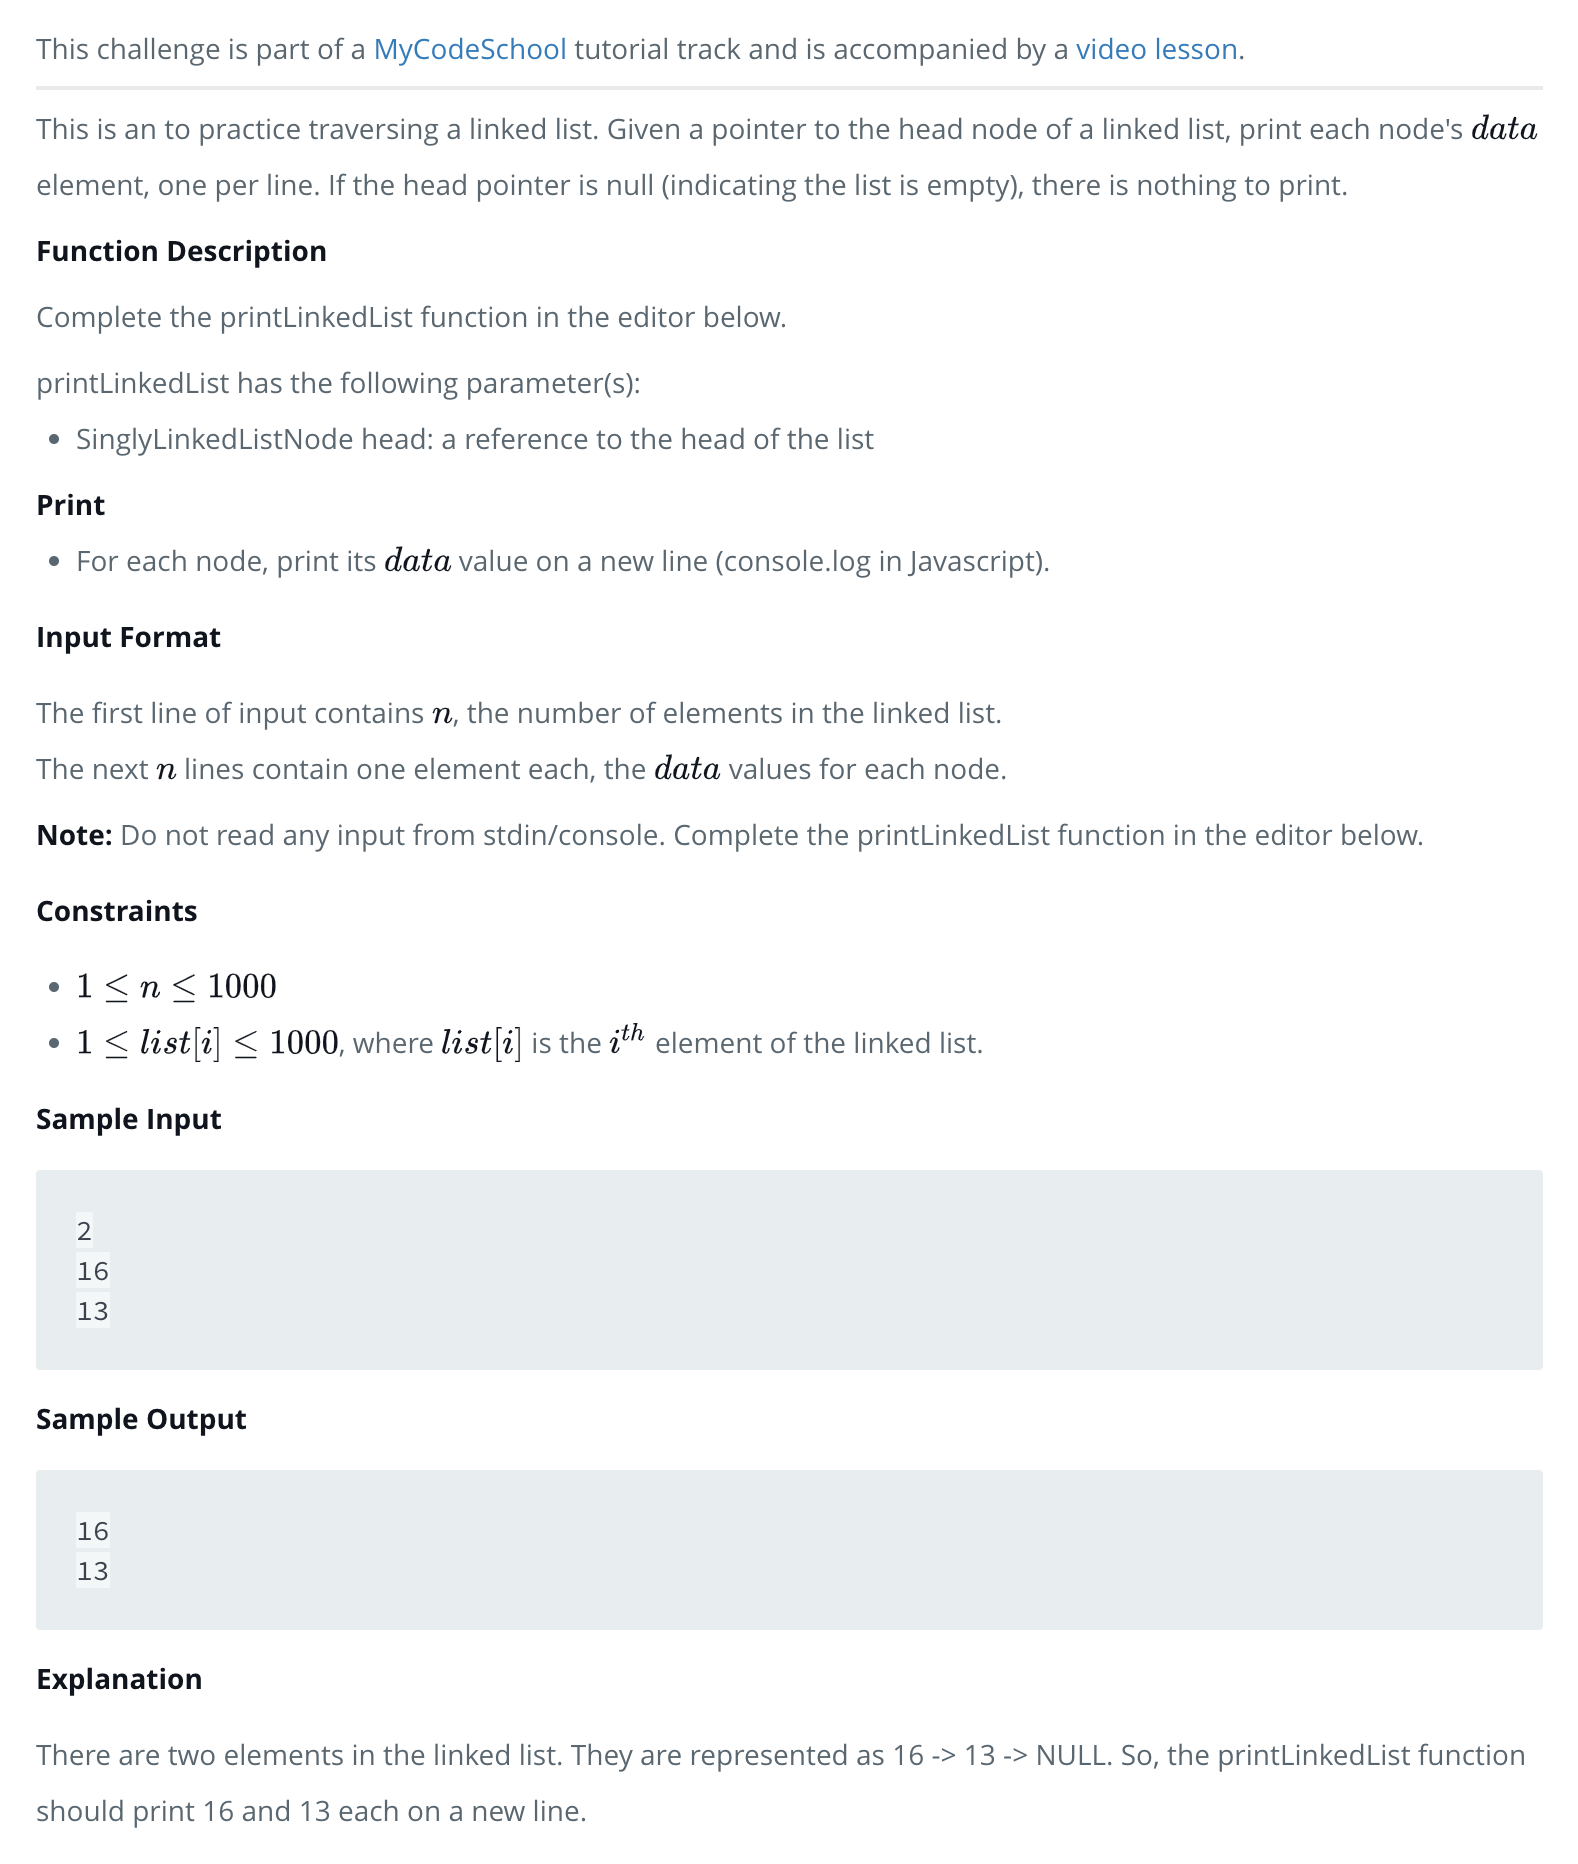 This challenge is part of a MyCodeSchool tutorial track and is accompanied by a video lesson.
This is an to practice traversing a linked list. Given a pointer to the head node of a linked list, print each node's data
element, one per line. If the head pointer is null (indicating the list is empty), there is nothing to print.
Function Description
Complete the printLinkedList function in the editor below.
printLinkedList has the following parameter(s):
• SinglyLinkedListNode head: a reference to the head of the list
Print
• For each node, print its data value on a new line (console.log in Javascript).
Input Format
The first line of input contains n, the number of elements in the linked list.
The next n lines contain one element each, the data values for each node.
Note: Do not read any input from stdin/console. Complete the printLinkedList function in the editor below.
Constraints
• 1 ≤ n ≤ 1000
• 1 ≤ list[i] ≤ 1000, where list[i] is the i^th element of the linked list.
Sample Input
2
16
13
Sample Output
16
13
Explanation
There are two elements in the linked list. They are represented as 16 -> 13 -> NULL. So, the printLinkedList function
should print 16 and 13 each on a new line.